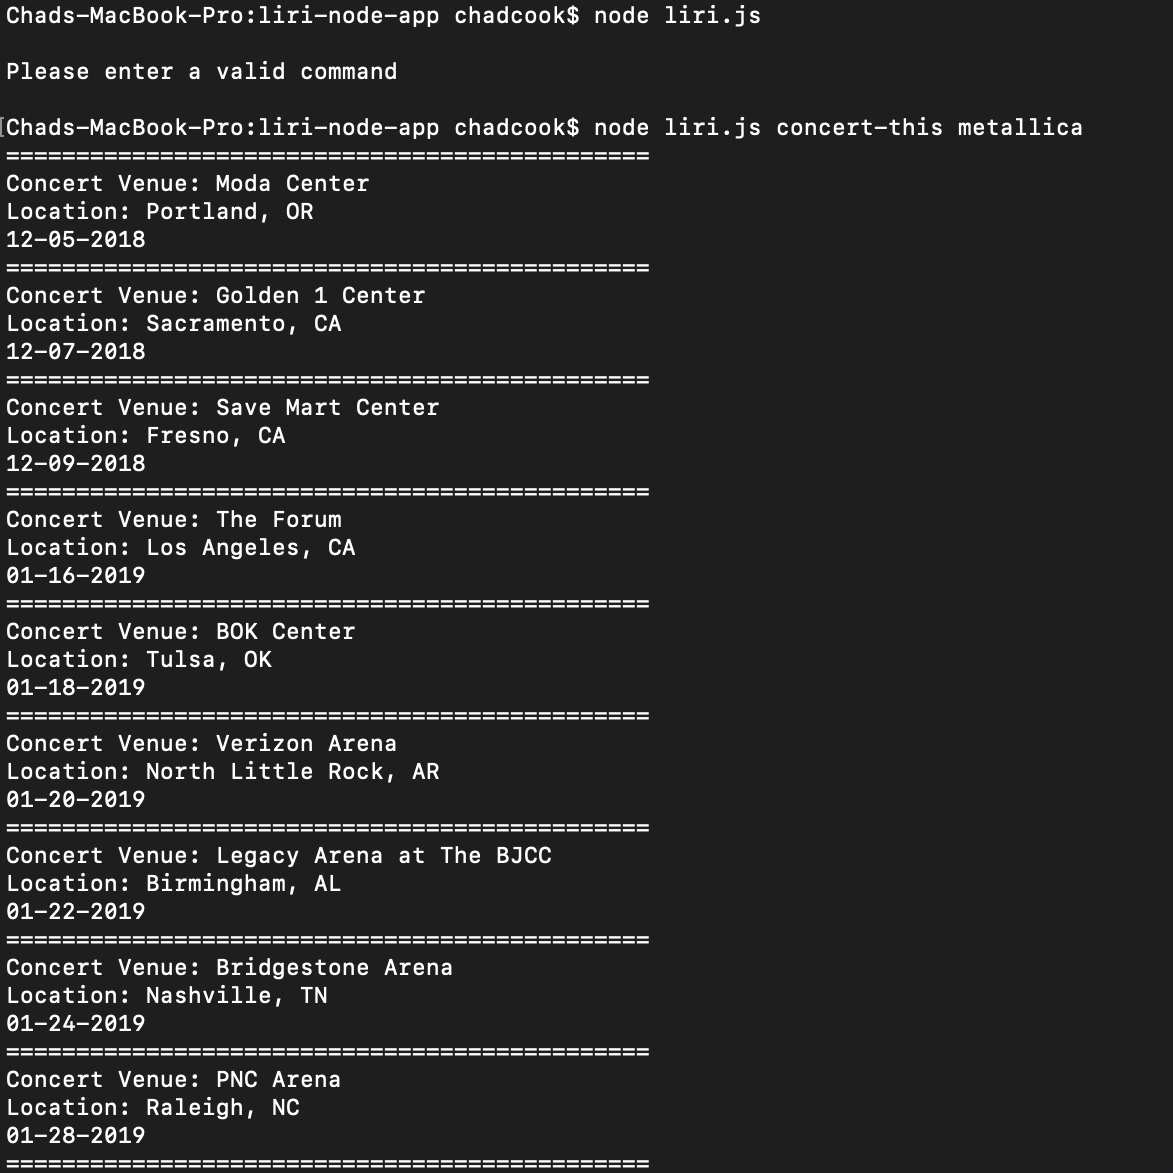 Chads-MacBook-Pro:liri-node-app chadcook$ node liri.js
Please enter a valid command
[Chads-MacBook-Pro:liri-node-app chadcook$ node liri.js concert-this metallica
==============================================
Concert Venue: Moda Center
Location: Portland, OR
12-05-2018
==============================================
Concert Venue: Golden 1 Center
Location: Sacramento, CA
12-07-2018
==============================================
Concert Venue: Save Mart Center
Location: Fresno, CA
12-09-2018
==============================================
Concert Venue: The Forum
Location: Los Angeles, CA
01-16-2019
==============================================
Concert Venue: BOK Center
Location: Tulsa, OK
01-18-2019
==============================================
Concert Venue: Verizon Arena
Location: North Little Rock, AR
01-20-2019
==============================================
Concert Venue: Legacy Arena at The BJCC
Location: Birmingham, AL
01-22-2019
==============================================
Concert Venue: Bridgestone Arena
Location: Nashville, TN
01-24-2019
==============================================
Concert Venue: PNC Arena
Location: Raleigh, NC
01-28-2019
==============================================